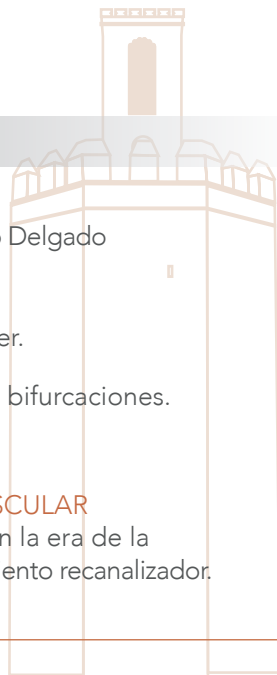 Delgado
er.
bifurcaciones.
SCULAR
n la era de la
ento recanalizador.